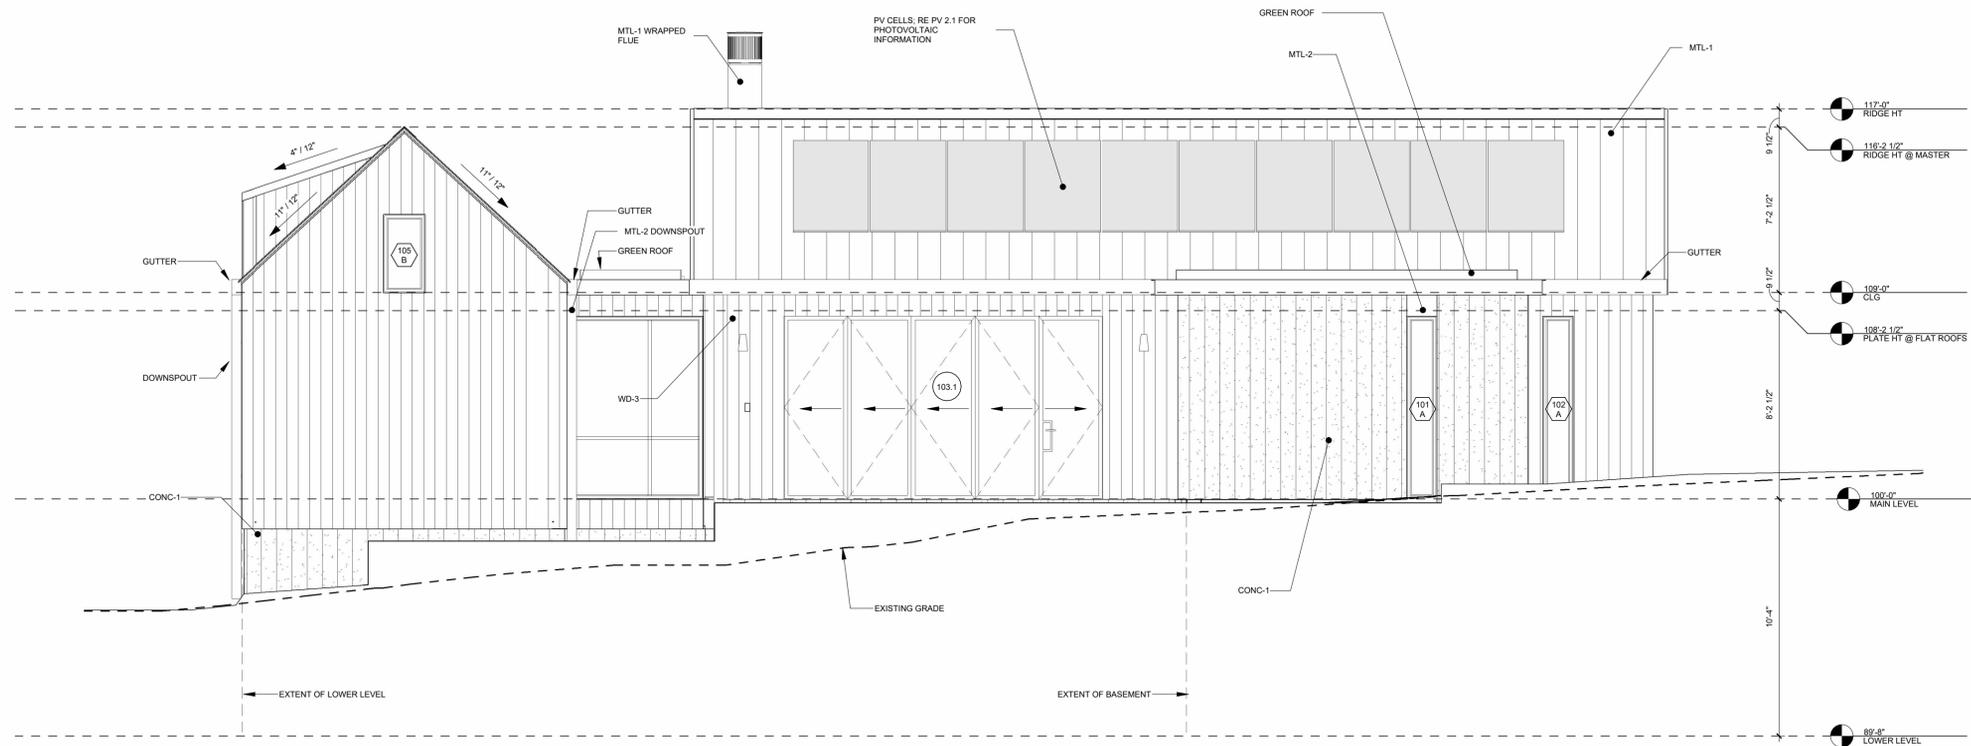 GREEN ROOF
PV CELLS; RE PV 2.1 FOR
PHOTOVOLTAIC
INFORMATION
MTL-1 WRAPPED
FLUE
MTL-2
MTL-1
117'-0"
RIDGE HT
9 1/2"
116'-2 1/2"
RIDGE HT @ MASTER
4" / 12"
11" / 12"
11" / 12"
7'-2 1/2"
GUTTER
MTL-2 DOWNSPOUT
GREEN ROOF
105
B
GUTTER
GUTTER
9 1/2"
109'-0"
CLG
108'-2 1/2"
PLATE HT @ FLAT ROOFS
DOWNSPOUT
WD-3
103.1
101
A
102
A
8'-2 1/2"
CONC-1
100'-0"
MAIN LEVEL
CONC-1
EXISTING GRADE
10'-4"
EXTENT OF LOWER LEVEL
EXTENT OF BASEMENT
89'-8"
LOWER LEVEL